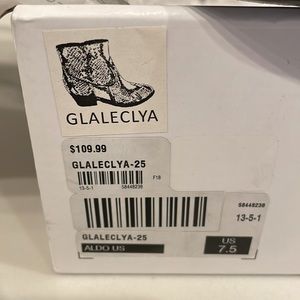 GLALECLYA
$109.99
GLALECLYA-25
F18
13-5-1 58448238
58448238
13-5-1
GLALECLYA-25
ALDO US
US
7.5